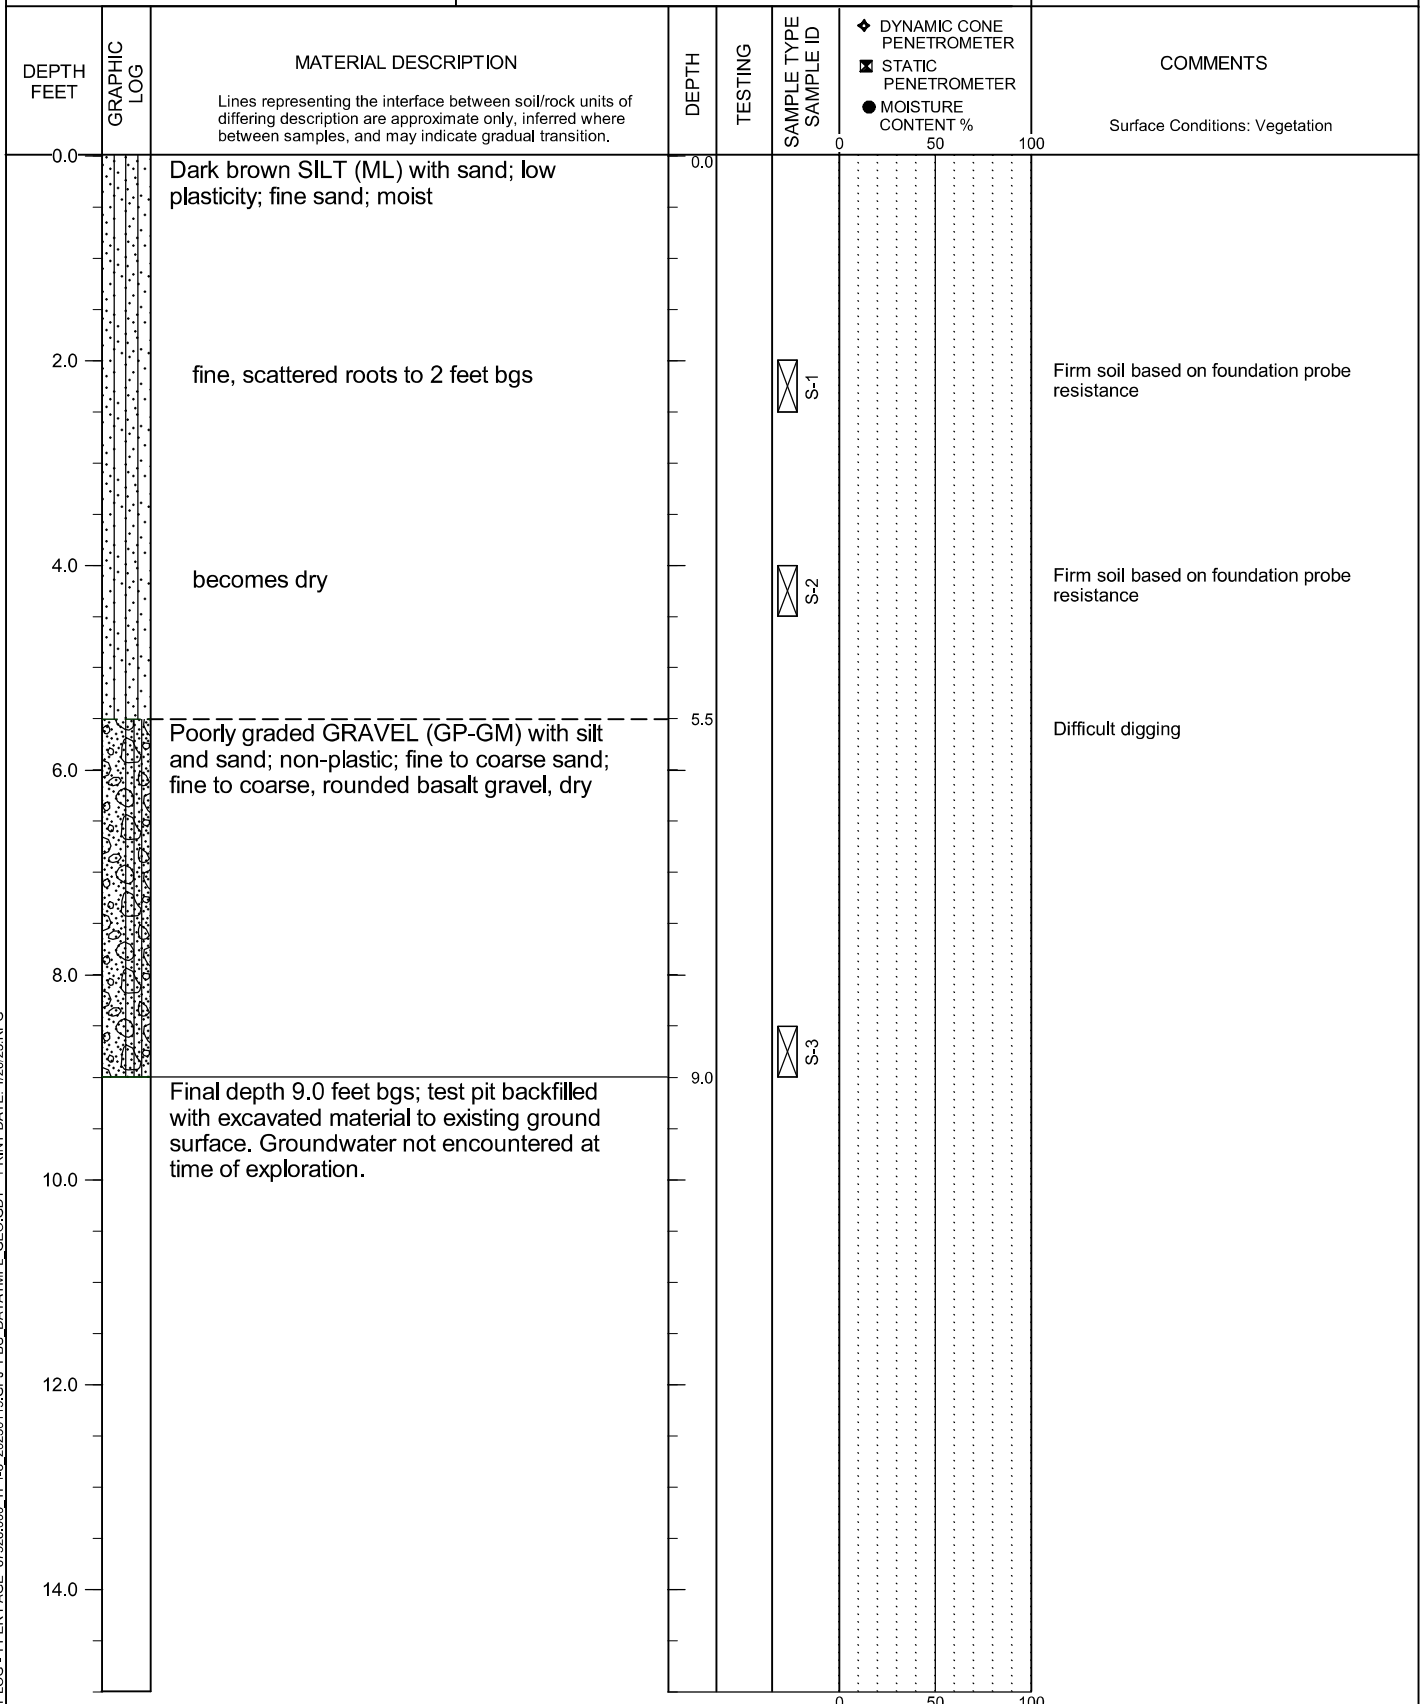 DEPTH
FEET
GRAPHIC
LOG
MATERIAL DESCRIPTION
Lines representing the interface between soil/rock units of
differing description are approximate only, inferred where
between samples, and may indicate gradual transition.
DEPTH
TESTING
SAMPLE TYPE
SAMPLE ID
DYNAMIC CONE
PENETROMETER
STATIC
PENETROMETER
MOISTURE
CONTENT %
COMMENTS
Surface Conditions: Vegetation
0 50 100
0.0
Dark brown SILT (ML) with sand; low
plasticity; fine sand; moist
0.0
2.0
fine, scattered roots to 2 feet bgs
S-1
Firm soil based on foundation probe
resistance
4.0
becomes dry
S-2
Firm soil based on foundation probe
resistance
Poorly graded GRAVEL (GP-GM) with silt
and sand; non-plastic; fine to coarse sand;
fine to coarse, rounded basalt gravel, dry
5.5
Difficult digging
6.0
8.0
S-3
9.0
Final depth 9.0 feet bgs; test pit backfilled
with excavated material to existing ground
surface. Groundwater not encountered at
time of exploration.
10.0
12.0
14.0
0 50 100